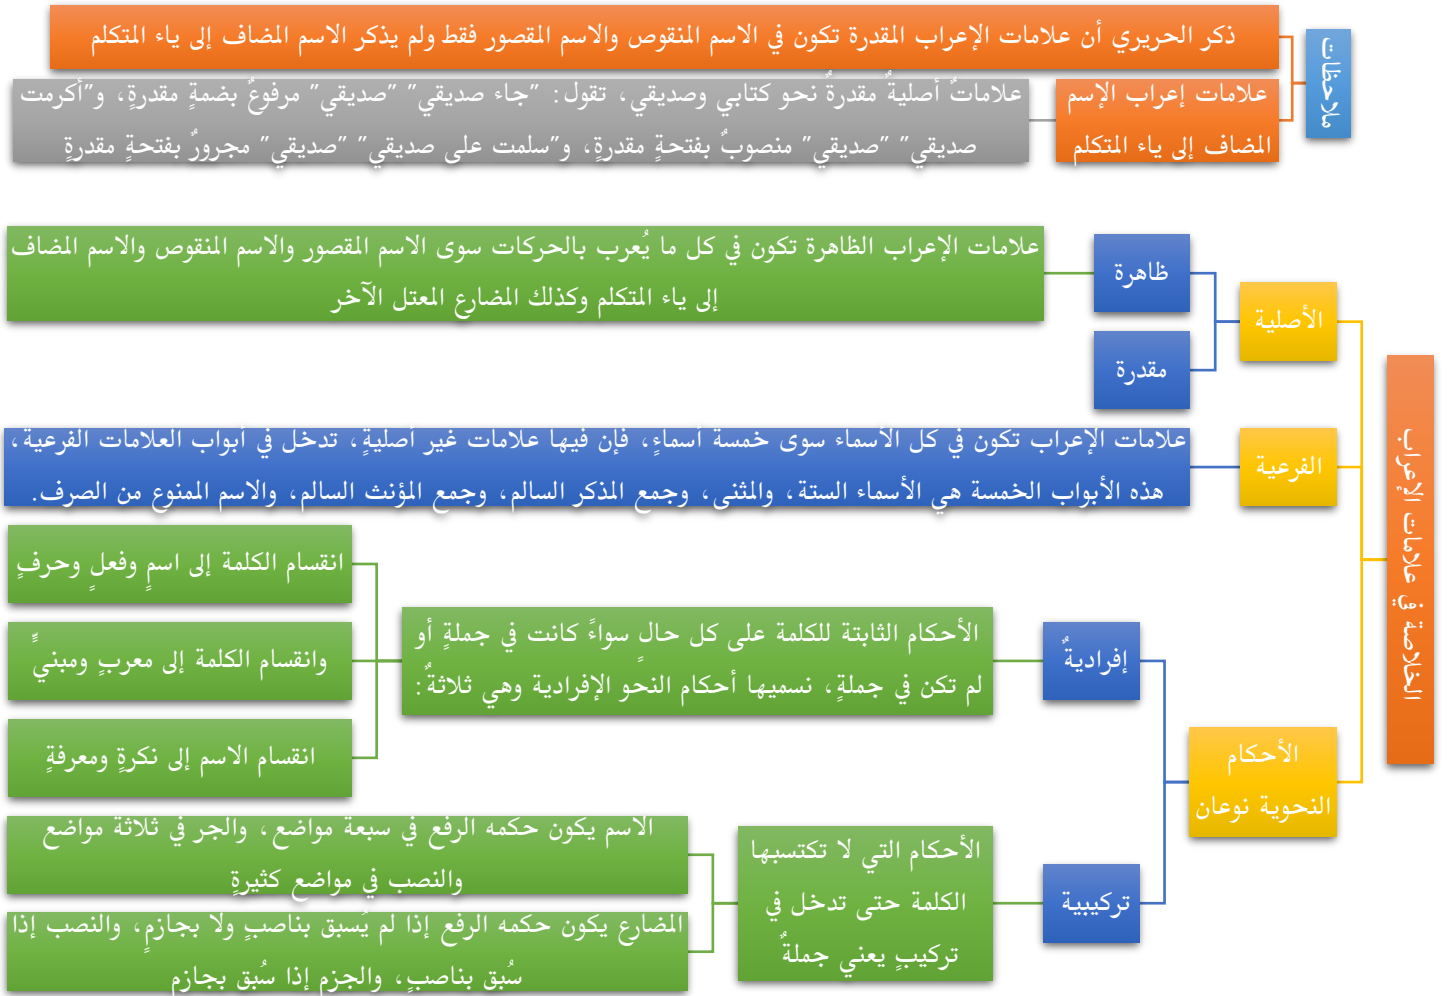 ملاحظات
ذكر الحريري أن علامات الإعراب المقدرة تكون في الاسم المنقوص والاسم المقصور فقط ولم يذكر الاسم المضاف إلى ياء المتكلم
علامات إعراب الإسم
المضاف إلى ياء المتكلم
علاماتٌ أصليةٌ مقدرةٌ نحو كتابي وصديقي، تقول: "جاء صديقي" "صديقي" مرفوعٌ بضمةٍ مقدرةٍ، و"أكرمت
صديقي" "صديقي" منصوبٌ بفتحةٍ مقدرةٍ، و"سلمت على صديقي" "صديقي" مجرورٌ بفتحةٍ مقدرةٍ
الخلاصة في علامات الإعراب
الأصلية
ظاهرة
علامات الإعراب الظاهرة تكون في كل ما يُعرب بالحركات سوى الاسم المقصور والاسم المنقوص والاسم المضاف
إلى ياء المتكلم وكذلك المضارع المعتل الآخر
مقدرة
الفرعية
علامات الإعراب تكون في كل الأسماء سوى خمسة أسماءٍ، فإن فيها علامات غير أصليةٍ، تدخل في أبواب العلامات الفرعية،
هذه الأبواب الخمسة هي الأسماء الستة، والمثنى، وجمع المذكر السالم، وجمع المؤنث السالم، والاسم الممنوع من الصرف.
الأحكام
النحوية نوعان
إفراديةٌ
الأحكام الثابتة للكلمة على كل حالٍ سواءً كانت في جملةٍ أو
لم تكن في جملةٍ، نسميها أحكام النحو الإفرادية وهي ثلاثةٌ:
انقسام الكلمة إلى اسمٍ وفعلٍ وحرفٍ
وانقسام الكلمة إلى معربٍ ومبنيٍّ
انقسام الاسم إلى نكرةٍ ومعرفةٍ
تركيبية
الأحكام التي لا تكتسبها
الكلمة حتى تدخل في
تركيبٍ يعني جملةٌ
الاسم يكون حكمه الرفع في سبعة مواضع، والجر في ثلاثة مواضع
والنصب في مواضع كثيرةٍ
المضارع يكون حكمه الرفع إذا لم يُسبق بناصبٍ ولا بجازمٍ، والنصب إذا
سُبق بناصبٍ، والجزم إذا سُبق بجازم